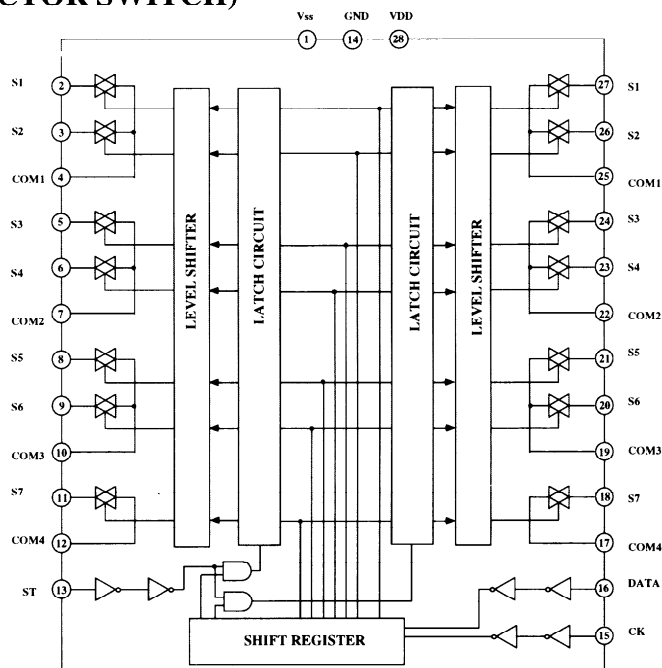 CTOR SWITCH)
Vss GND VDD
1 14 28
S1 2 27 S1
S2 3 26 S2
COM1 4 25 COM1
S3 5 24 S3
S4 6 23 S4
COM2 7 22 COM2
S5 8 21 S5
S6 9 20 S6
COM3 10 19 COM3
S7 11 18 S7
COM4 12 17 COM4
LEVEL SHIFTER
LATCH CIRCUIT
LATCH CIRCUIT
LEVEL SHIFTER
ST 13 16 DATA
15 CK
SHIFT REGISTER